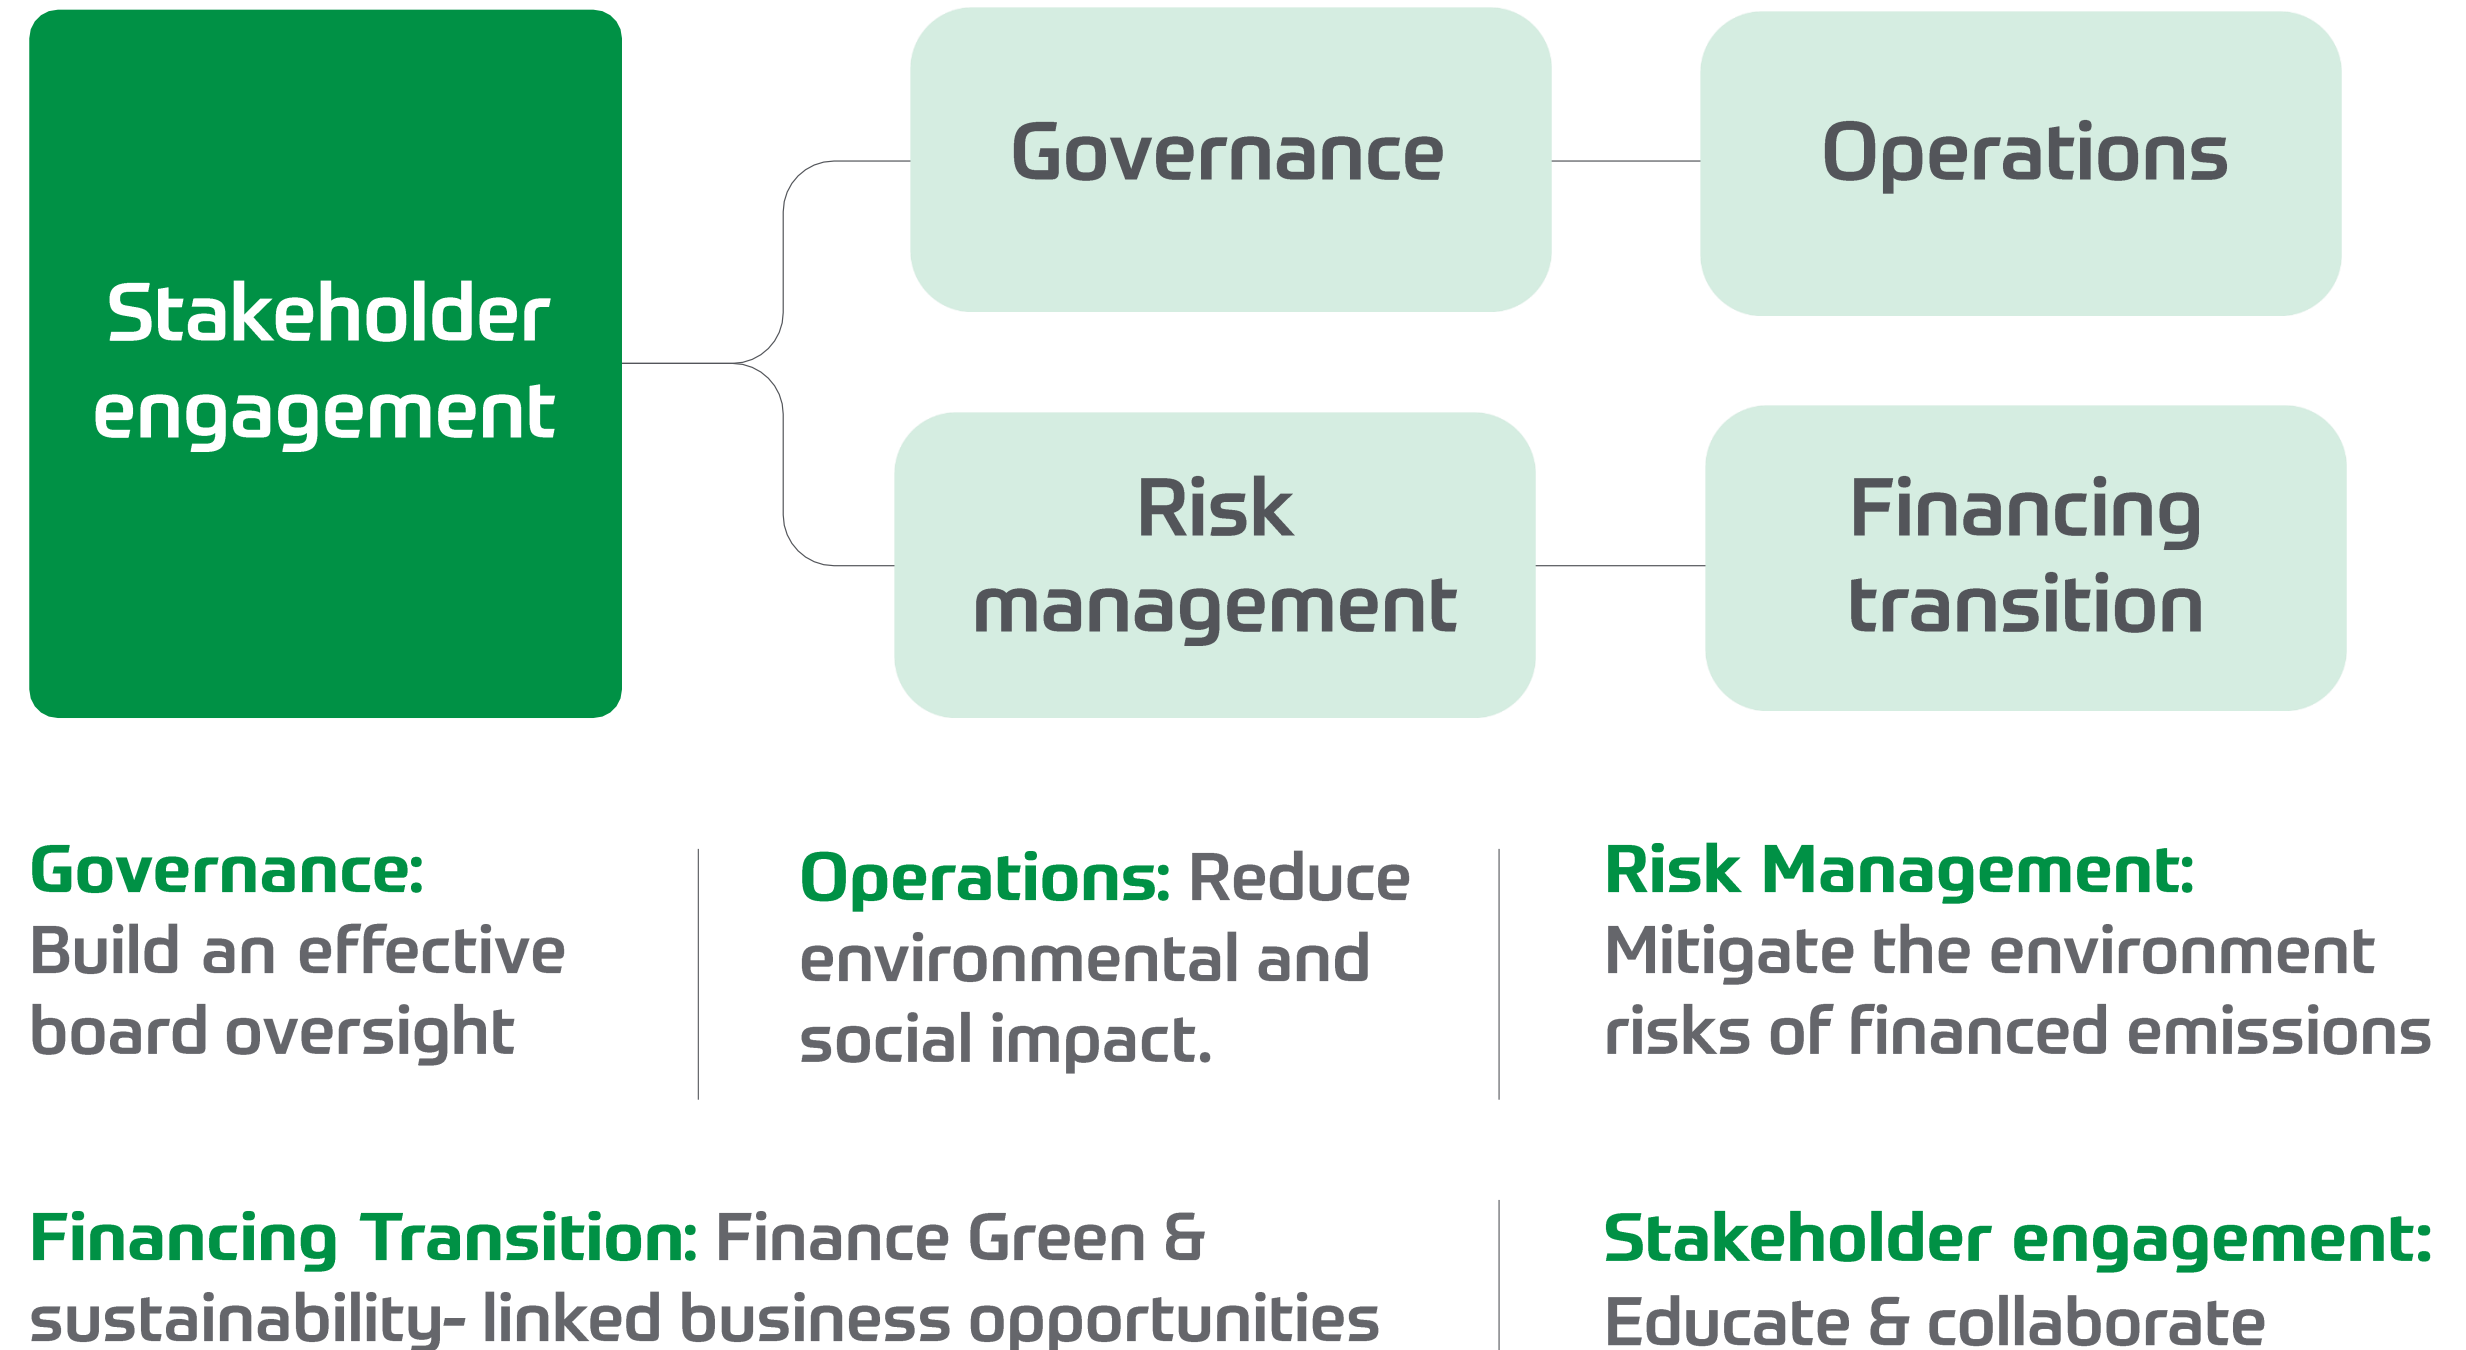 Stakeholder
engagement
Governance
Operations
Risk
management
Financing
transition
Governance:
Build an effective
board oversight
Operations: Reduce
environmental and
social impact.
Risk Management:
Mitigate the environment
risks of financed emissions
Financing Transition: Finance Green &
sustainability- linked business opportunities
Stakeholder engagement:
Educate & collaborate